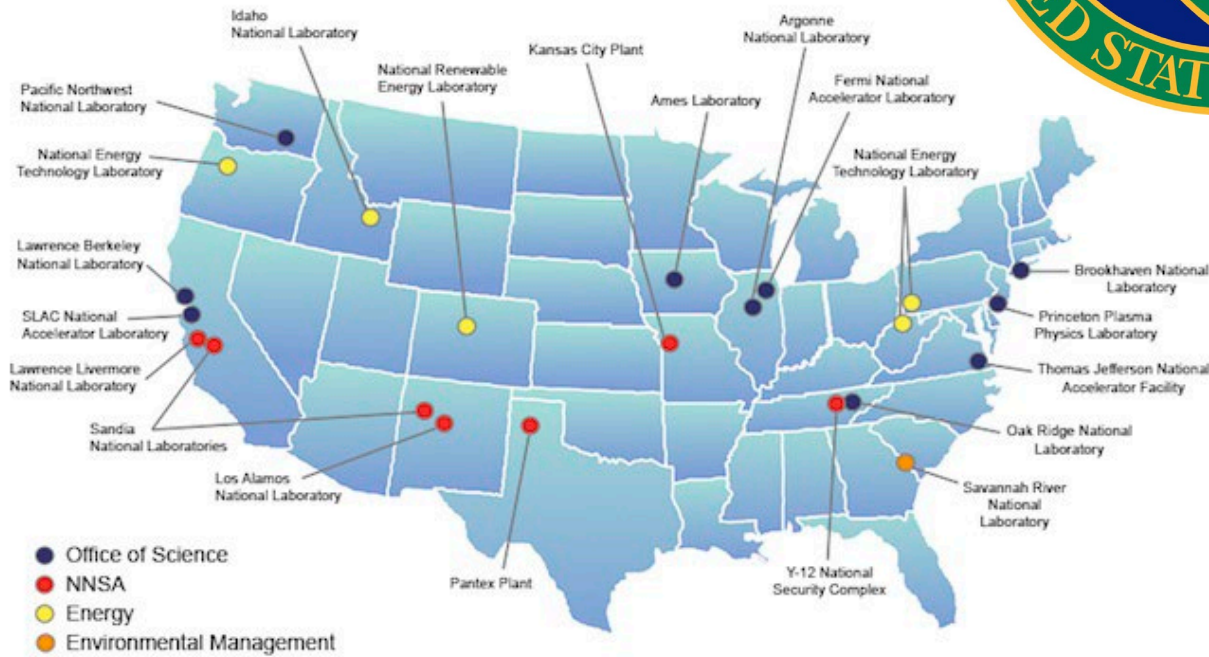 Idaho
National Laboratory
Argonne
National Laboratory
Kansas City Plant
National Renewable
Energy Laboratory
Fermi National
Accelerator Laboratory
Pacific Northwest
National Laboratory
Ames Laboratory
National Energy
Technology Laboratory
National Energy
Technology Laboratory
Lawrence Berkeley
National Laboratory
Brookhaven National
Laboratory
SLAC National
Accelerator Laboratory
Princeton Plasma
Physics Laboratory
Lawrence Livermore
National Laboratory
Thomas Jefferson National
Accelerator Facility
Sandia
National Laboratories
Oak Ridge National
Laboratory
Los Alamos
National Laboratory
Savannah River
National
Laboratory
Pantex Plant
Y-12 National
Security Complex
Office of Science
NNSA
Energy
Environmental Management